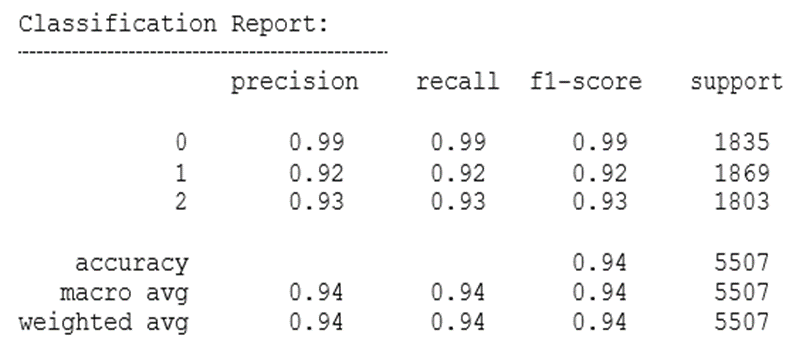 Classification Report:
precision recall f1-score support
0 0.99 0.99 0.99 1835
1 0.92 0.92 0.92 1869
2 0.93 0.93 0.93 1803
accuracy 0.94 5507
macro avg 0.94 0.94 0.94 5507
weighted avg 0.94 0.94 0.94 5507